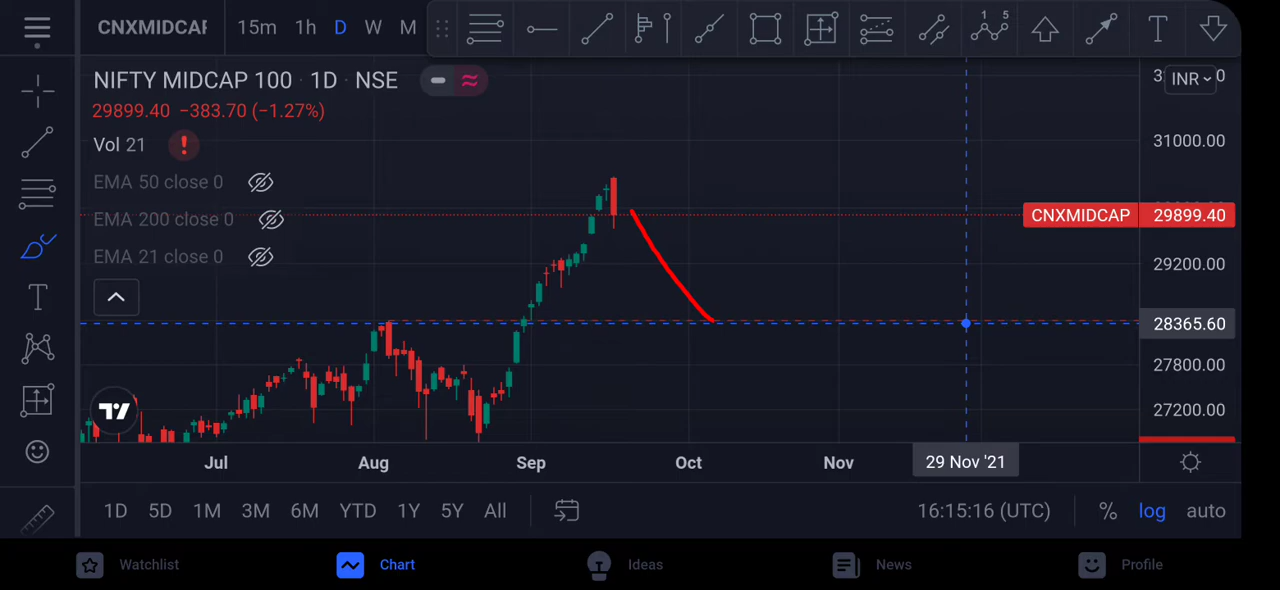 CNXMIDCAP 15m 1h D W M 1 5 T
NIFTY MIDCAP 100 · 1D · NSE
INR
29899.40 −383.70 (−1.27%)
31000.00
Vol 21 !
EMA 50 close 0
EMA 200 close 0
CNXMIDCAP 29899.40
EMA 21 close 0
29200.00
T
28365.60
27800.00
27200.00
Jul Aug Sep Oct Nov 29 Nov '21
1D 5D 1M 3M 6M YTD 1Y 5Y All 16:15:16 (UTC) % log auto
Watchlist Chart Ideas News Profile